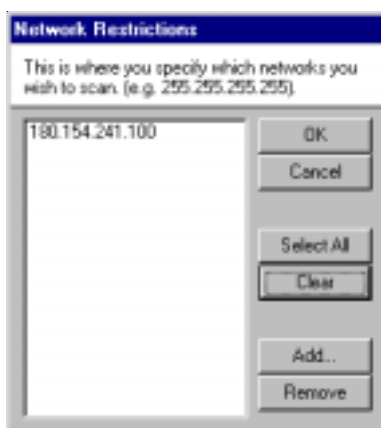 Network Restrictions
This is where you specify which networks you
wish to scan. (e.g. 255.255.255.255).
180.154.241.100
OK
Cancel
Select All
Clear
Add...
Remove